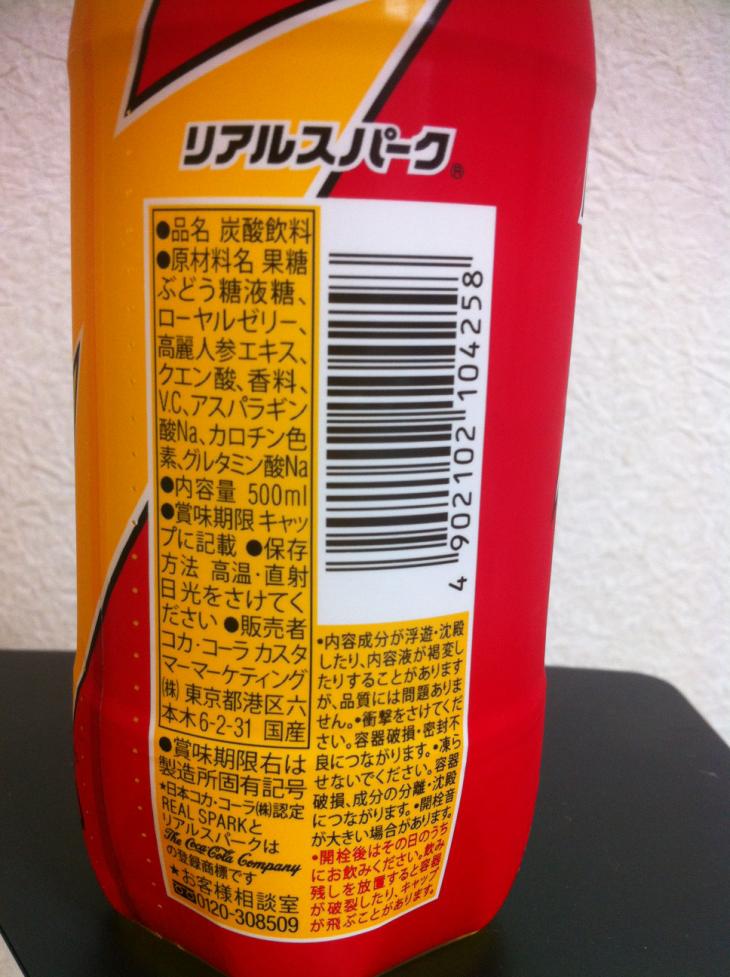 リアルスパーク®
●品名 炭酸飲料
●原材料名 果糖
ぶどう糖液糖、
ローヤルゼリー、
高麗人参エキス、
クエン酸、香料、
V.C、アスパラギン
酸Na、カロチン色
素、グルタミン酸Na
●内容量 500ml
●賞味期限 キャッ
プに記載 ●保存
方法 高温・直射
日光をさけてく
ださい ●販売者
コカ・コーラ カスタ
マーマーケティング
(株) 東京都港区六
本木6-2-31 国産
●賞味期限右は
製造所固有記号
★日本コカ・コーラ(株)認定
REAL SPARKと
リアルスパークは
The Coca-Cola Company
の登録商標です
★お客様相談室
0120-308509
4 902102 104258
•内容成分が浮遊・沈殿
したり、内容液が褐変し
たりすることがあります
が、品質には問題ありま
せん。•衝撃をさけてくだ
さい。容器破損・密封不
良につながります。•凍ら
せないでください。容器
破損、成分の分離・沈殿
につながります。•開栓音
が大きい場合があります。
•開栓後はその日のうち
にお飲みください。飲み
残しを放置すると容器
が破裂したり、キャップ
が飛ぶことがあります。